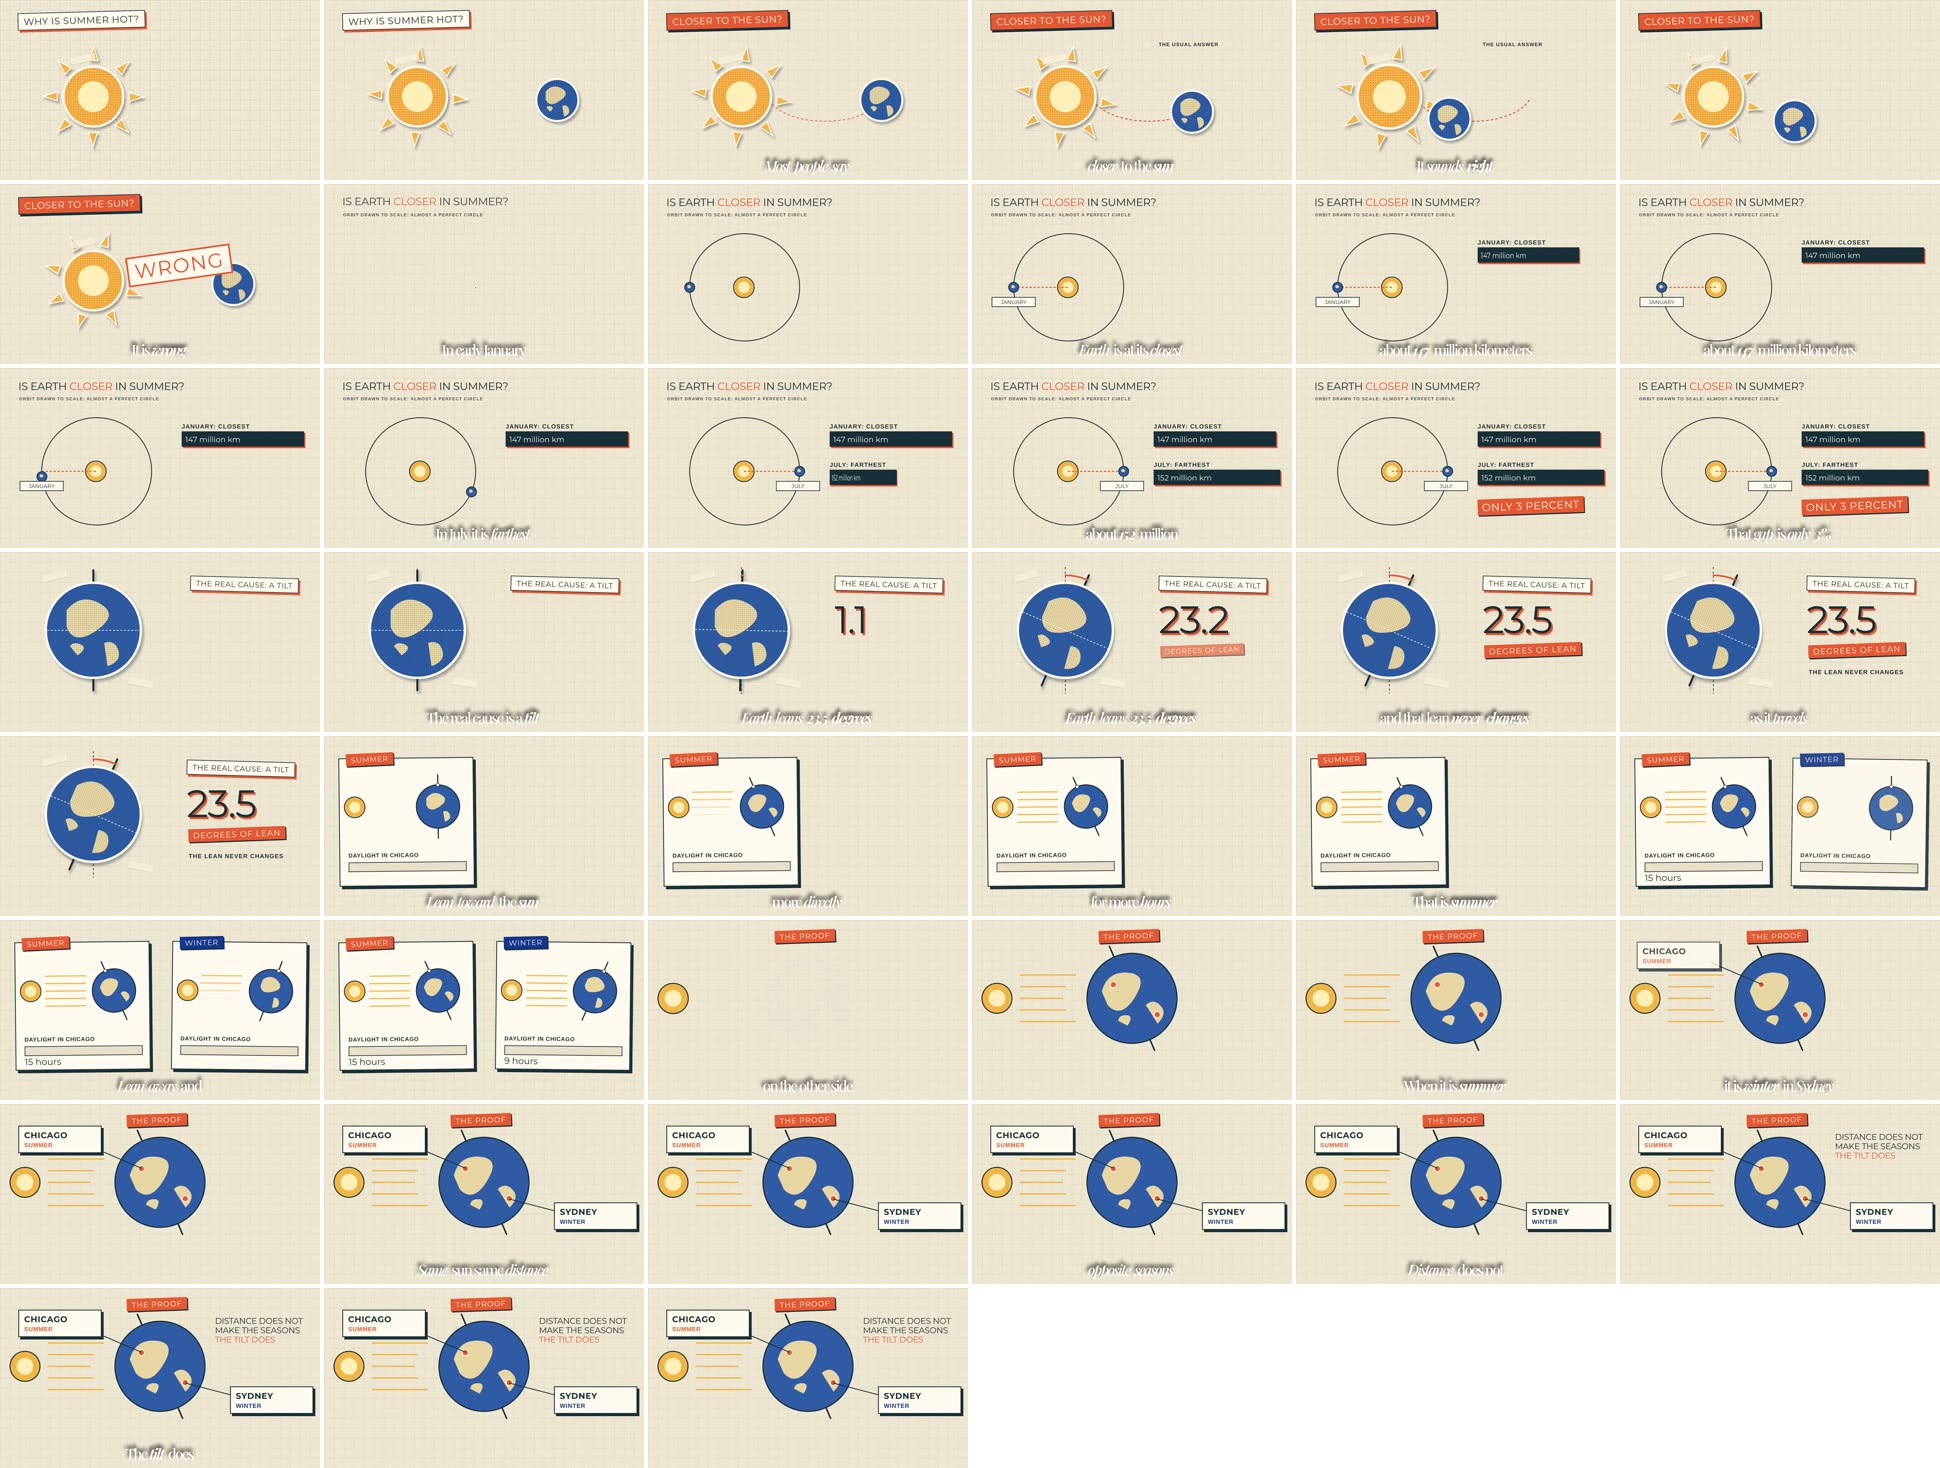 WHY IS SUMMER HOT?
WHY IS SUMMER HOT?
CLOSER TO THE SUN?
Most people say
CLOSER TO THE SUN?
THE USUAL ANSWER
closer to the sun
CLOSER TO THE SUN?
THE USUAL ANSWER
It sounds right
CLOSER TO THE SUN?
CLOSER TO THE SUN?
WRONG
It is wrong
IS EARTH CLOSER IN SUMMER?
ORBIT DRAWN TO SCALE: ALMOST A PERFECT CIRCLE
In early January
IS EARTH CLOSER IN SUMMER?
ORBIT DRAWN TO SCALE: ALMOST A PERFECT CIRCLE
IS EARTH CLOSER IN SUMMER?
ORBIT DRAWN TO SCALE: ALMOST A PERFECT CIRCLE
JANUARY
Earth is at its closest
IS EARTH CLOSER IN SUMMER?
ORBIT DRAWN TO SCALE: ALMOST A PERFECT CIRCLE
JANUARY: CLOSEST
147 million km
JANUARY
about 147 million kilometers
IS EARTH CLOSER IN SUMMER?
ORBIT DRAWN TO SCALE: ALMOST A PERFECT CIRCLE
JANUARY: CLOSEST
147 million km
JANUARY
about 147 million kilometers
IS EARTH CLOSER IN SUMMER?
ORBIT DRAWN TO SCALE: ALMOST A PERFECT CIRCLE
JANUARY: CLOSEST
147 million km
JANUARY
IS EARTH CLOSER IN SUMMER?
ORBIT DRAWN TO SCALE: ALMOST A PERFECT CIRCLE
JANUARY: CLOSEST
147 million km
In July it is farthest
IS EARTH CLOSER IN SUMMER?
ORBIT DRAWN TO SCALE: ALMOST A PERFECT CIRCLE
JANUARY: CLOSEST
147 million km
JULY: FARTHEST
152 million km
JULY
IS EARTH CLOSER IN SUMMER?
ORBIT DRAWN TO SCALE: ALMOST A PERFECT CIRCLE
JANUARY: CLOSEST
147 million km
JULY: FARTHEST
152 million km
JULY
about 152 million
IS EARTH CLOSER IN SUMMER?
ORBIT DRAWN TO SCALE: ALMOST A PERFECT CIRCLE
JANUARY: CLOSEST
147 million km
JULY: FARTHEST
152 million km
JULY
ONLY 3 PERCENT
IS EARTH CLOSER IN SUMMER?
ORBIT DRAWN TO SCALE: ALMOST A PERFECT CIRCLE
JANUARY: CLOSEST
147 million km
JULY: FARTHEST
152 million km
JULY
ONLY 3 PERCENT
That gap is only 3%
THE REAL CAUSE: A TILT
THE REAL CAUSE: A TILT
The real cause is a tilt
THE REAL CAUSE: A TILT
1.1
Earth leans 23.5 degrees
THE REAL CAUSE: A TILT
23.2
DEGREES OF LEAN
Earth leans 23.5 degrees
THE REAL CAUSE: A TILT
23.5
DEGREES OF LEAN
and that lean never changes
THE REAL CAUSE: A TILT
23.5
DEGREES OF LEAN
THE LEAN NEVER CHANGES
as it travels
THE REAL CAUSE: A TILT
23.5
DEGREES OF LEAN
THE LEAN NEVER CHANGES
SUMMER
DAYLIGHT IN CHICAGO
Lean toward the sun
SUMMER
DAYLIGHT IN CHICAGO
more directly
SUMMER
DAYLIGHT IN CHICAGO
for more hours
SUMMER
DAYLIGHT IN CHICAGO
That is summer
SUMMER
DAYLIGHT IN CHICAGO
15 hours
WINTER
DAYLIGHT IN CHICAGO
SUMMER
DAYLIGHT IN CHICAGO
15 hours
WINTER
DAYLIGHT IN CHICAGO
Lean away and
SUMMER
DAYLIGHT IN CHICAGO
15 hours
WINTER
DAYLIGHT IN CHICAGO
9 hours
THE PROOF
on the other side
THE PROOF
THE PROOF
When it is summer
THE PROOF
CHICAGO
SUMMER
it is winter in Sydney
THE PROOF
CHICAGO
SUMMER
THE PROOF
CHICAGO
SUMMER
SYDNEY
WINTER
Same sun same distance
THE PROOF
CHICAGO
SUMMER
SYDNEY
WINTER
THE PROOF
CHICAGO
SUMMER
SYDNEY
WINTER
opposite seasons
THE PROOF
CHICAGO
SUMMER
SYDNEY
WINTER
Distance does not
THE PROOF
CHICAGO
SUMMER
DISTANCE DOES NOT
MAKE THE SEASONS
THE TILT DOES
SYDNEY
WINTER
THE PROOF
CHICAGO
SUMMER
DISTANCE DOES NOT
MAKE THE SEASONS
THE TILT DOES
SYDNEY
WINTER
The tilt does
THE PROOF
CHICAGO
SUMMER
DISTANCE DOES NOT
MAKE THE SEASONS
THE TILT DOES
SYDNEY
WINTER
THE PROOF
CHICAGO
SUMMER
DISTANCE DOES NOT
MAKE THE SEASONS
THE TILT DOES
SYDNEY
WINTER